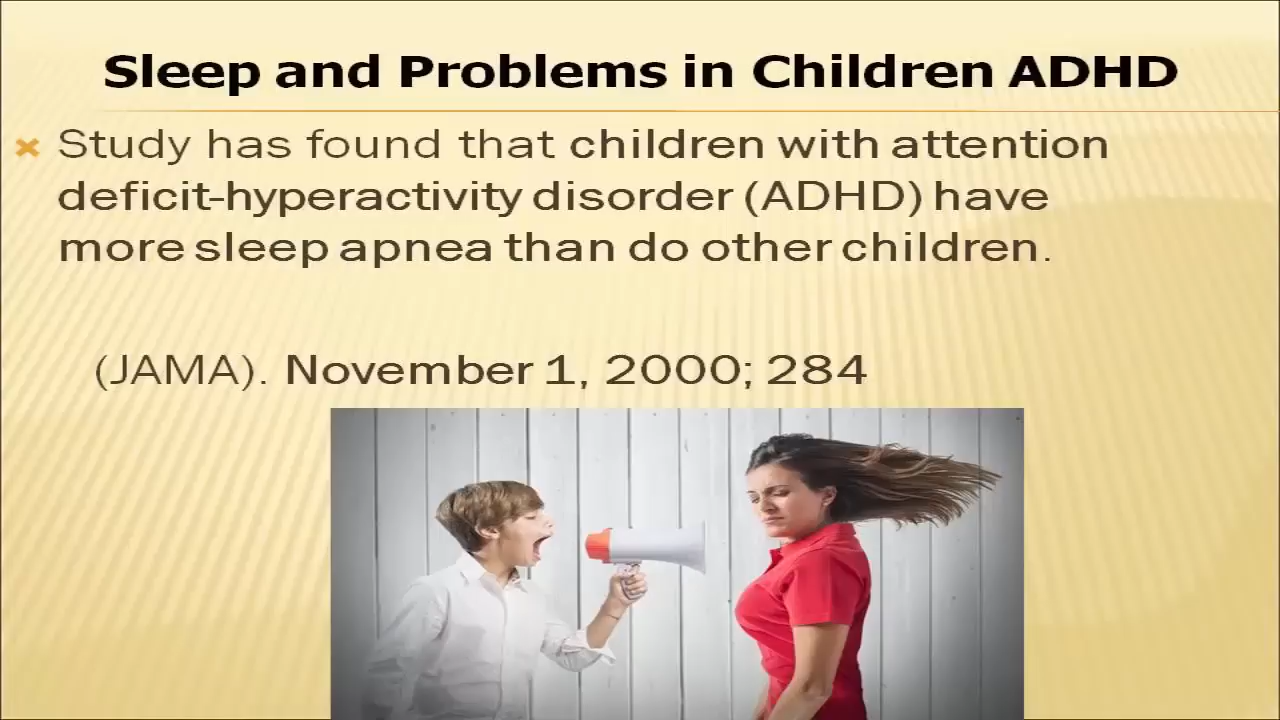 Sleep and Problems in Children ADHD
Study has found that children with attention
deficit-hyperactivity disorder (ADHD) have
more sleep apnea than do other children.
(JAMA). November 1, 2000; 284